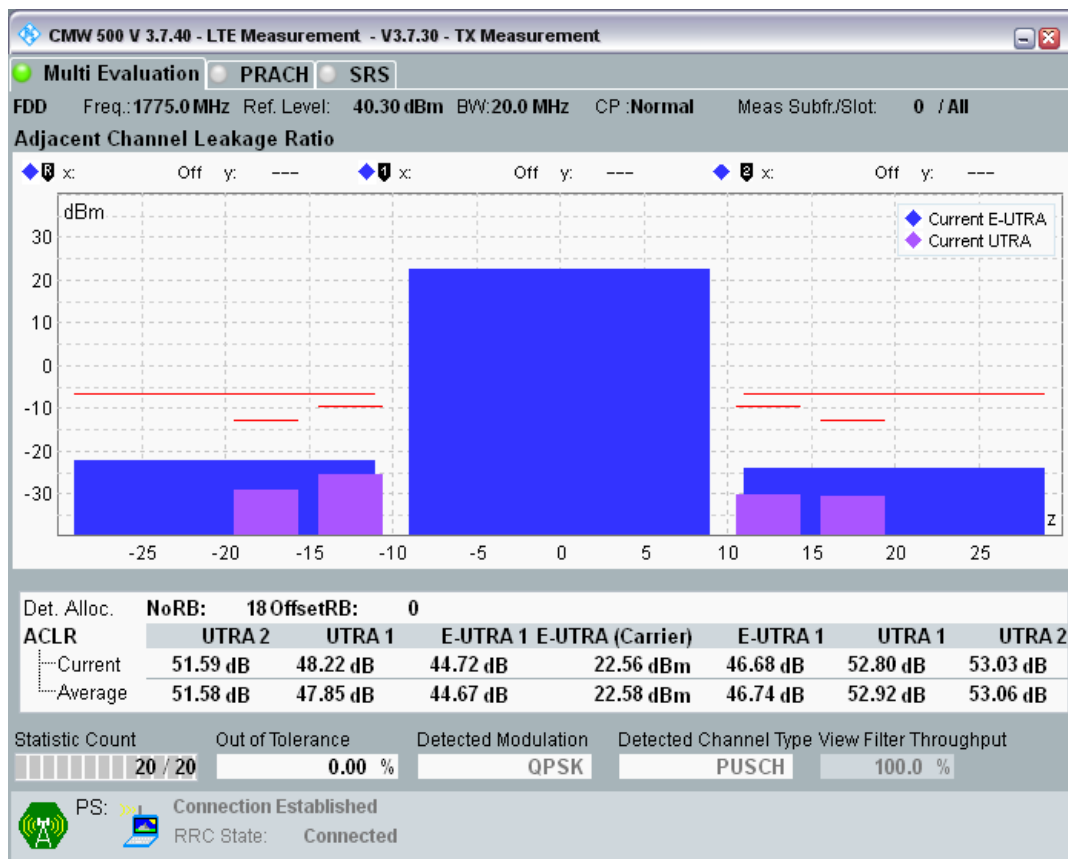 CMW 500 V 3.7.40 - LTE Measurement - V3.7.30 - TX Measurement
Multi Evaluation PRACH SRS
FDD Freq.:1775.0 MHz Ref. Level: 40.30 dBm BW:20.0 MHz CP :Normal Meas Subfr./Slot: 0 / All
Adjacent Channel Leakage Ratio
R x: Off y: --- 1 x: Off y: --- 2 x: Off y: ---
dBm
Current E-UTRA
Current UTRA
30
20
10
0
-10
-20
-30
z
-25 -20 -15 -10 -5 0 5 10 15 20 25
Det. Alloc. NoRB: 18 OffsetRB: 0
ACLR UTRA 2 UTRA 1 E-UTRA 1 E-UTRA (Carrier) E-UTRA 1 UTRA 1 UTRA 2
Current 51.59 dB 48.22 dB 44.72 dB 22.56 dBm 46.68 dB 52.80 dB 53.03 dB
Average 51.58 dB 47.85 dB 44.67 dB 22.58 dBm 46.74 dB 52.92 dB 53.06 dB
Statistic Count Out of Tolerance Detected Modulation Detected Channel Type View Filter Throughput
20 / 20 0.00 % QPSK PUSCH 100.0 %
PS: Connection Established
RRC State: Connected